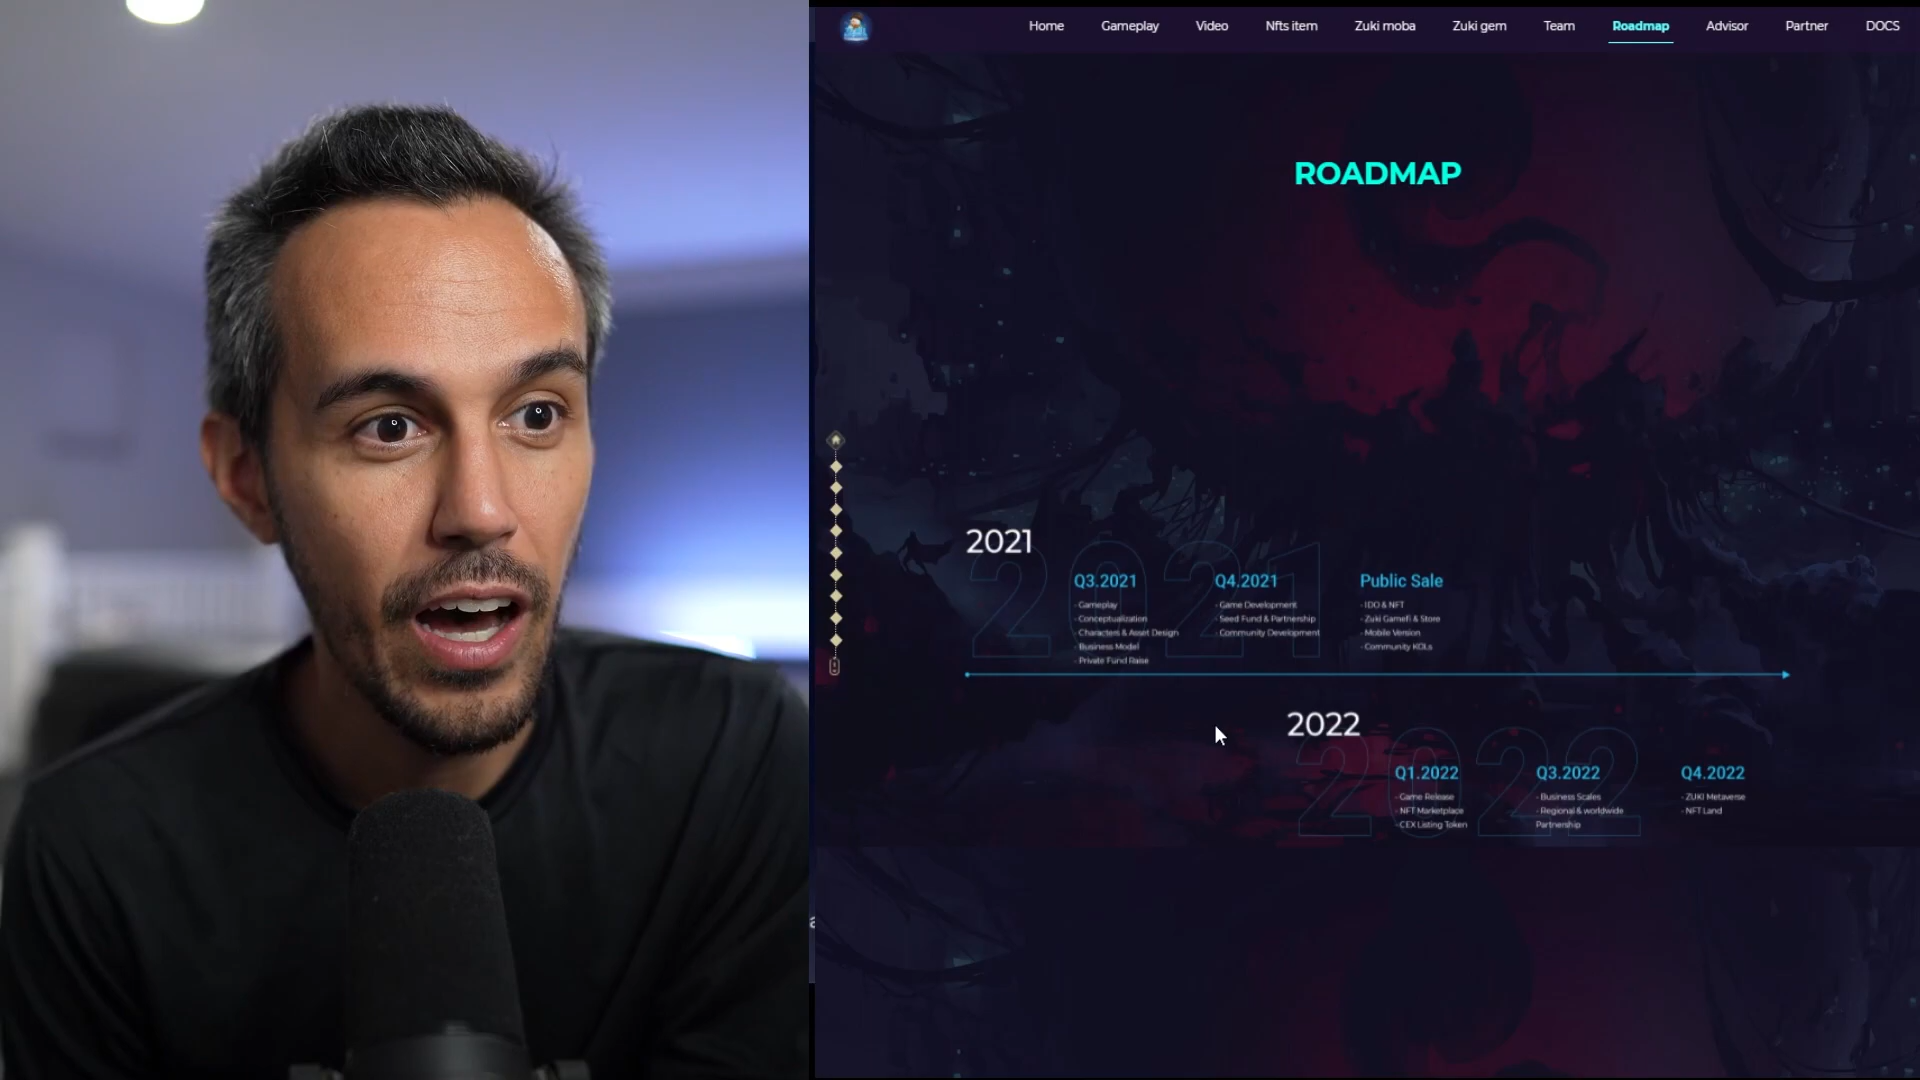 Home Gameplay Video Nfts item Zuki moba Zuki gem Team Roadmap Advisor Partner DOCS
ROADMAP
2021
Q3.2021
- Gameplay
- Conceptualization
- Characters & Asset Design
- Business Model
- Private Fund Raise
Q4.2021
- Game Development
- Seed Fund & Partnership
- Community Development
Public Sale
- IDO & NFT
- Zuki Gamefi & Store
- Mobile Version
- Community KOLs
2021
2022
Q1.2022
- Game Release
- NFT Marketplace
- CEX Listing Token
Q3.2022
- Business Scales
- Regional & worldwide
Partnership
Q4.2022
- ZUKI Metaverse
- NFT Land
2022